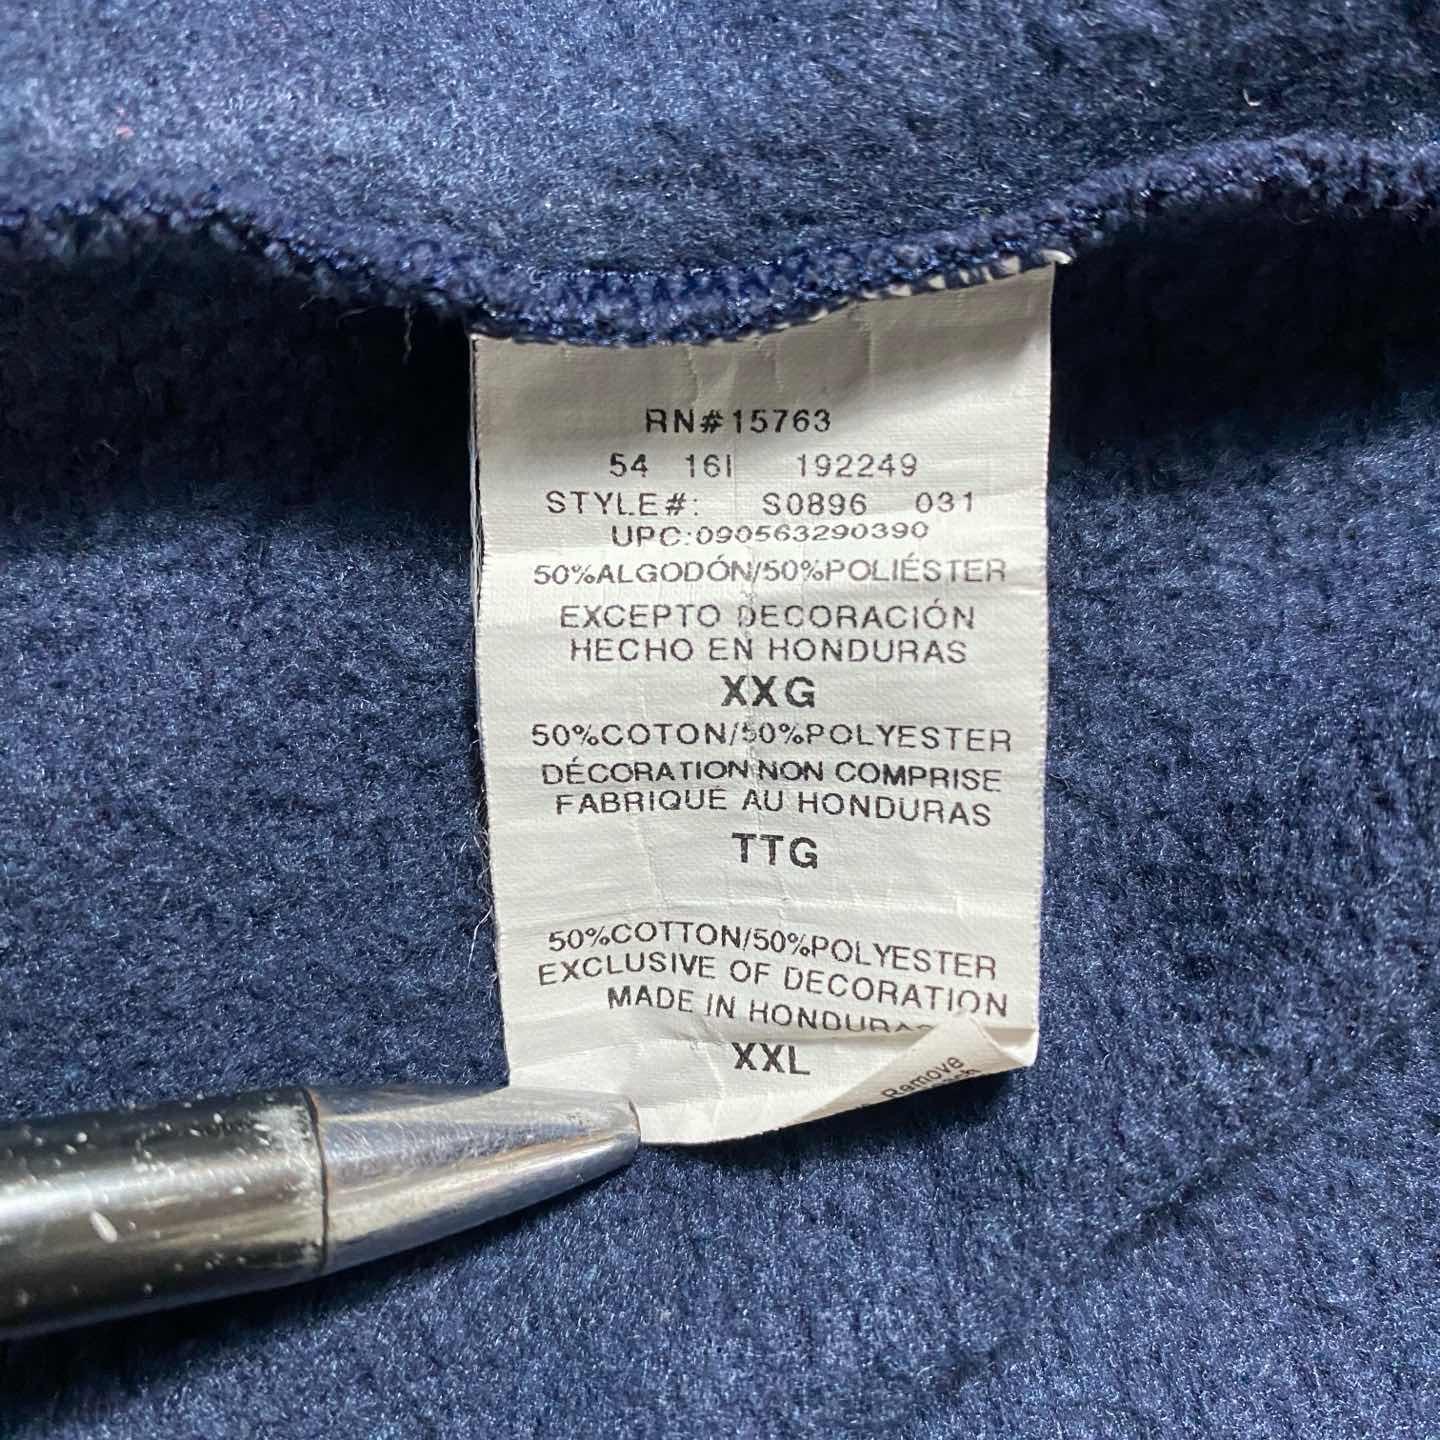 RN#15763
54 16I 192249
STYLE#: S0896 031
UPC:090563290390
50%ALGODÓN/50%POLIÉSTER
EXCEPTO DECORACIÓN
HECHO EN HONDURAS
XXG
50%COTON/50%POLYESTER
DÉCORATION NON COMPRISE
FABRIQUÉ AU HONDURAS
TTG
50%COTTON/50%POLYESTER
EXCLUSIVE OF DECORATION
MADE IN HONDURAS
XXL
Remove